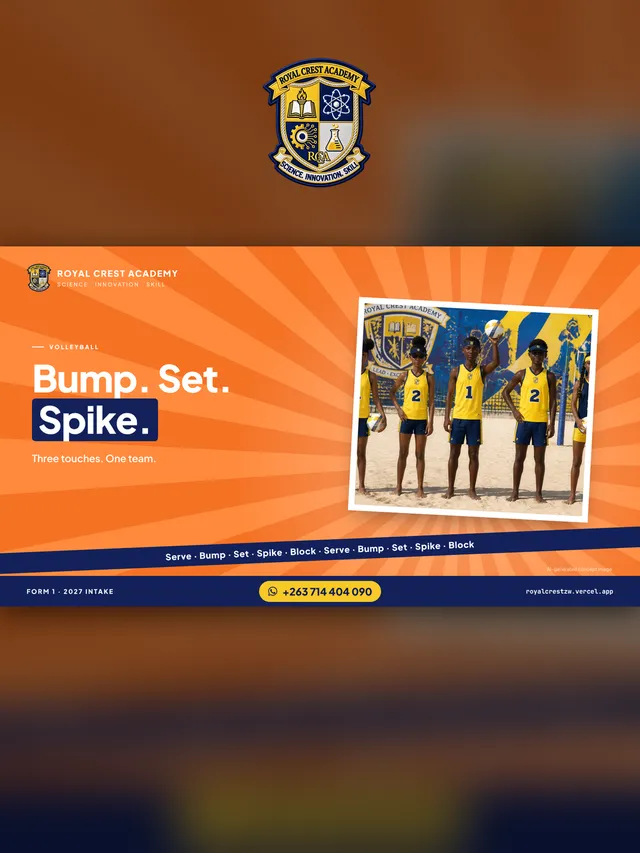 ROYAL CREST ACADEMY
RCA
SCIENCE. INNOVATION. SKILL
ROYAL CREST ACADEMY
SCIENCE · INNOVATION · SKILL
VOLLEYBALL
Bump. Set.
Spike.
Three touches. One team.
ROYAL CREST ACADEMY
2
1
2
Serve · Bump · Set · Spike · Block · Serve · Bump · Set · Spike · Block
FORM 1 · 2027 INTAKE
+263 714 404 090
royalcrestzw.vercel.app